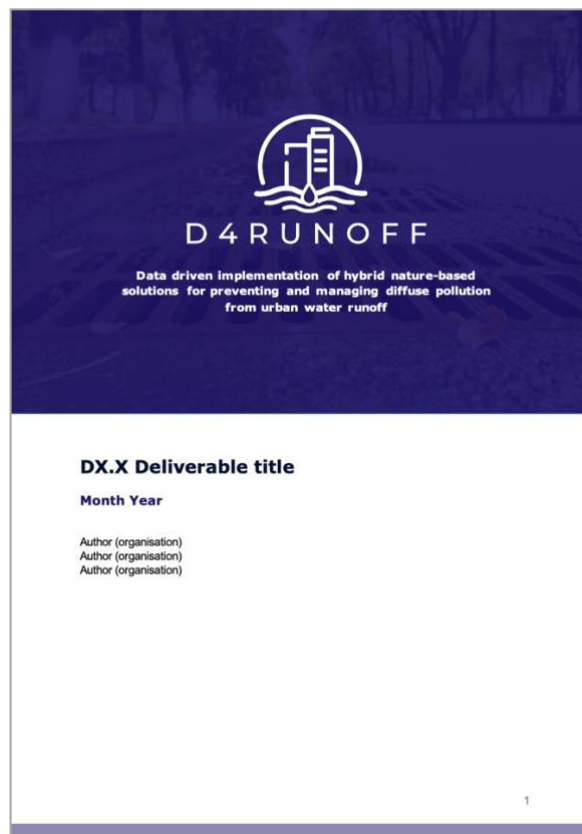 D4RUNOFF
Data driven implementation of hybrid nature-based
solutions for preventing and managing diffuse pollution
from urban water runoff
DX.X Deliverable title
Month Year
Author (organisation)
Author (organisation)
Author (organisation)
1